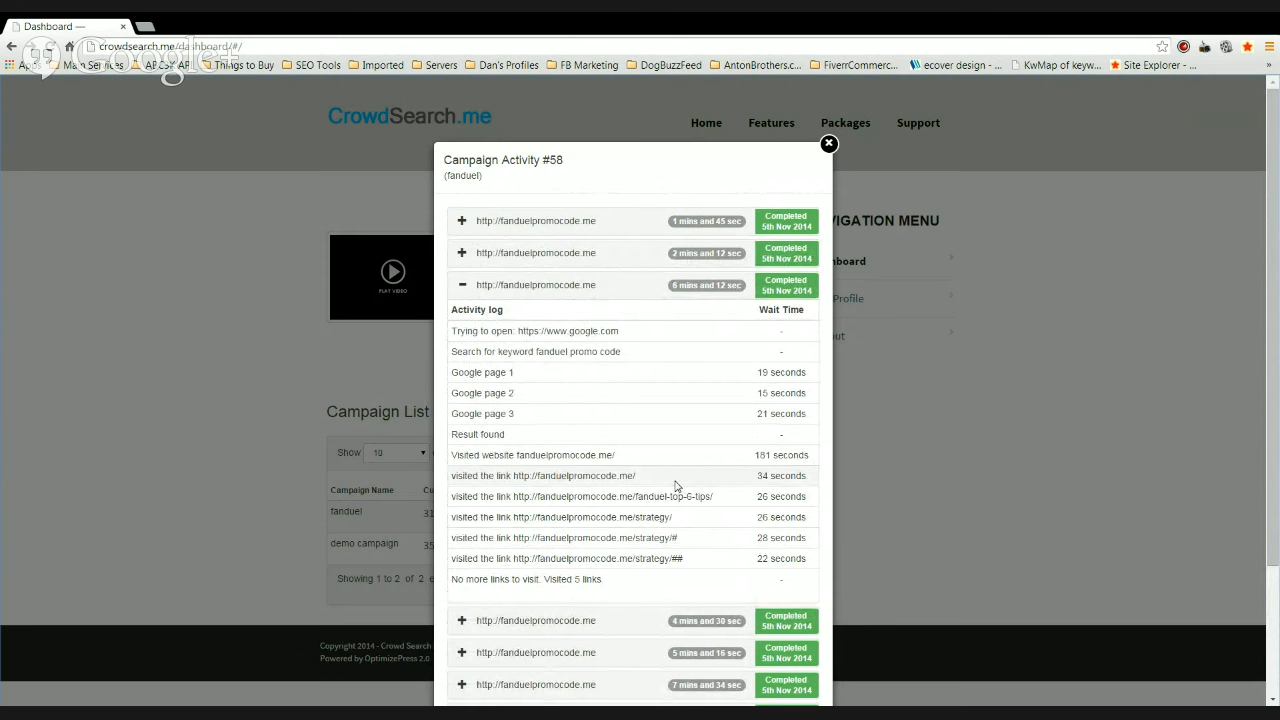 Dashboard —
crowdsearch.me/dashboard/#/
Google+
Main Services
Things to Buy
SEO Tools
Imported
Servers
Dan's Profiles
FB Marketing
DogBuzzFeed
AntonBrothers.c...
FiverrCommerc...
ecover design - ...
KwMap of keyw...
Site Explorer - ...
»
CrowdSearch.me
Home Features Packages Support
Campaign Activity #58
(fanduel)
http://fanduelpromocode.me 1 mins and 45 sec Completed 5th Nov 2014
http://fanduelpromocode.me 2 mins and 12 sec Completed 5th Nov 2014
http://fanduelpromocode.me 6 mins and 12 sec Completed 5th Nov 2014
Activity log Wait Time
Trying to open: https://www.google.com -
Search for keyword fanduel promo code -
Google page 1 19 seconds
Google page 2 15 seconds
Google page 3 21 seconds
Result found -
Visited website fanduelpromocode.me/ 181 seconds
visited the link http://fanduelpromocode.me/ 34 seconds
visited the link http://fanduelpromocode.me/fanduel-top-6-tips/ 26 seconds
visited the link http://fanduelpromocode.me/strategy/ 26 seconds
visited the link http://fanduelpromocode.me/strategy/# 28 seconds
visited the link http://fanduelpromocode.me/strategy/## 22 seconds
No more links to visit. Visited 5 links -
http://fanduelpromocode.me 4 mins and 30 sec Completed 5th Nov 2014
http://fanduelpromocode.me 5 mins and 16 sec Completed 5th Nov 2014
http://fanduelpromocode.me 7 mins and 34 sec Completed 5th Nov 2014
PLAY VIDEO
VIGATION MENU
hboard
Profile
out
Campaign List
Show 10
Campaign Name Cu
fanduel 31
demo campaign 35
Showing 1 to 2 of 2 e
Copyright 2014 - Crowd Search
Powered by OptimizePress 2.0